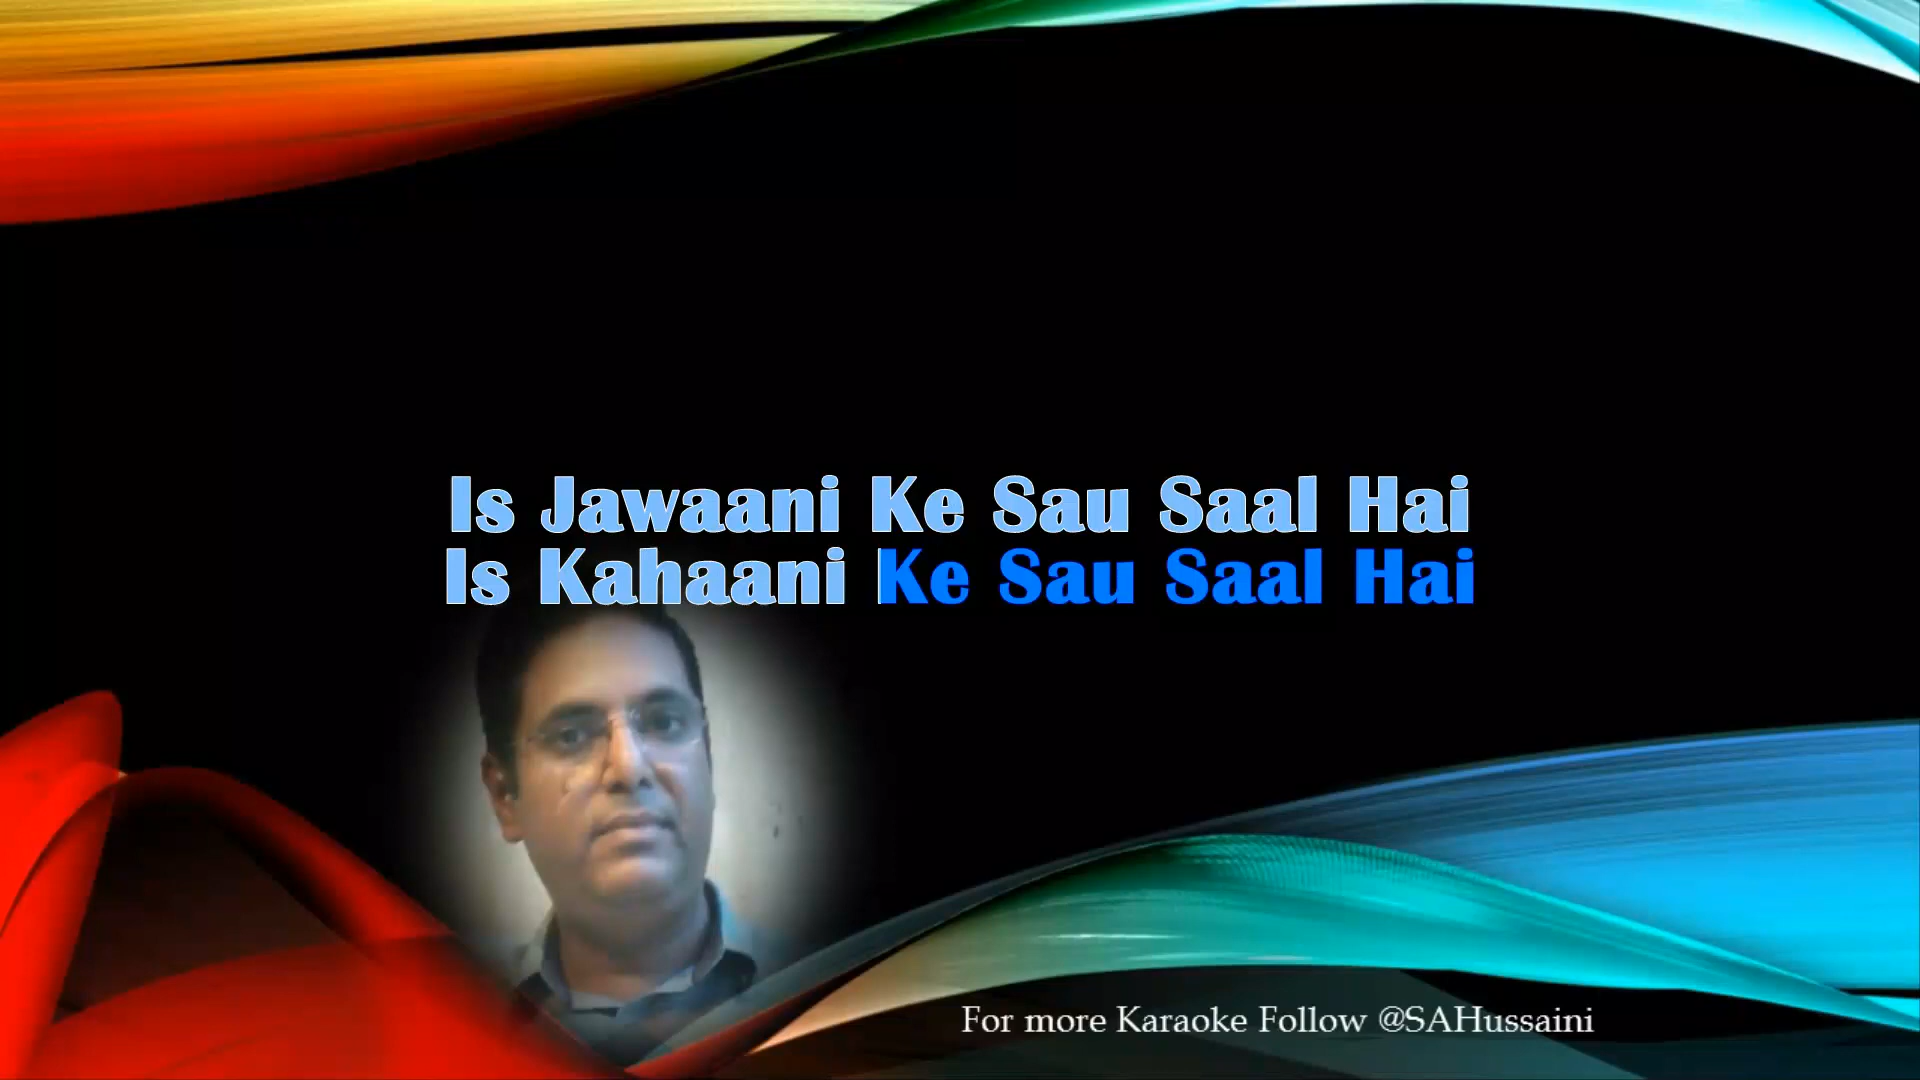 Is Jawaani Ke Sau Saal Hai
Is Kahaani Ke Sau Saal Hai
For more Karaoke Follow @SAHussaini